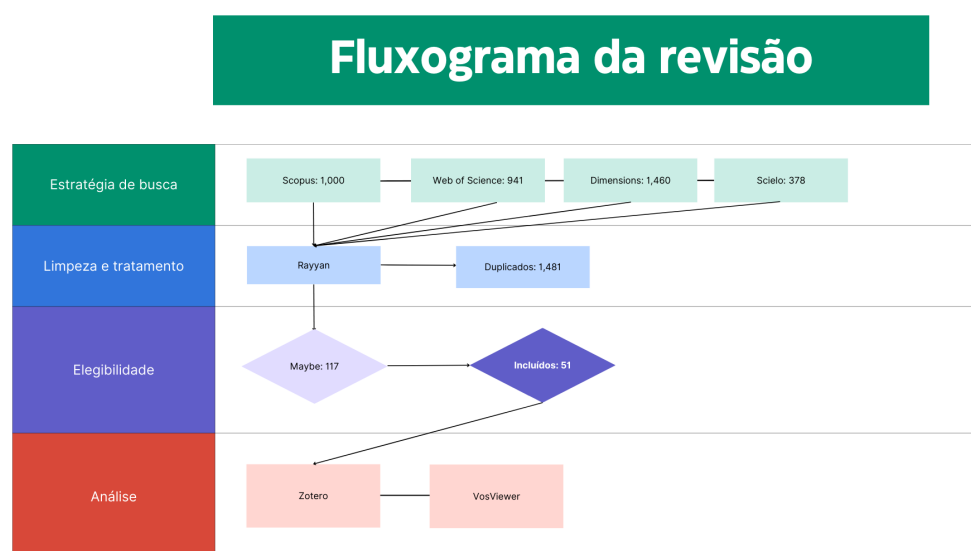 Fluxograma da revisão
Estratégia de busca
Scopus: 1,000
Web of Science: 941
Dimensions: 1,460
Scielo: 378
Limpeza e tratamento
Rayyan
Duplicados: 1,481
Elegibilidade
Maybe: 117
Incluídos: 51
Análise
Zotero
VosViewer